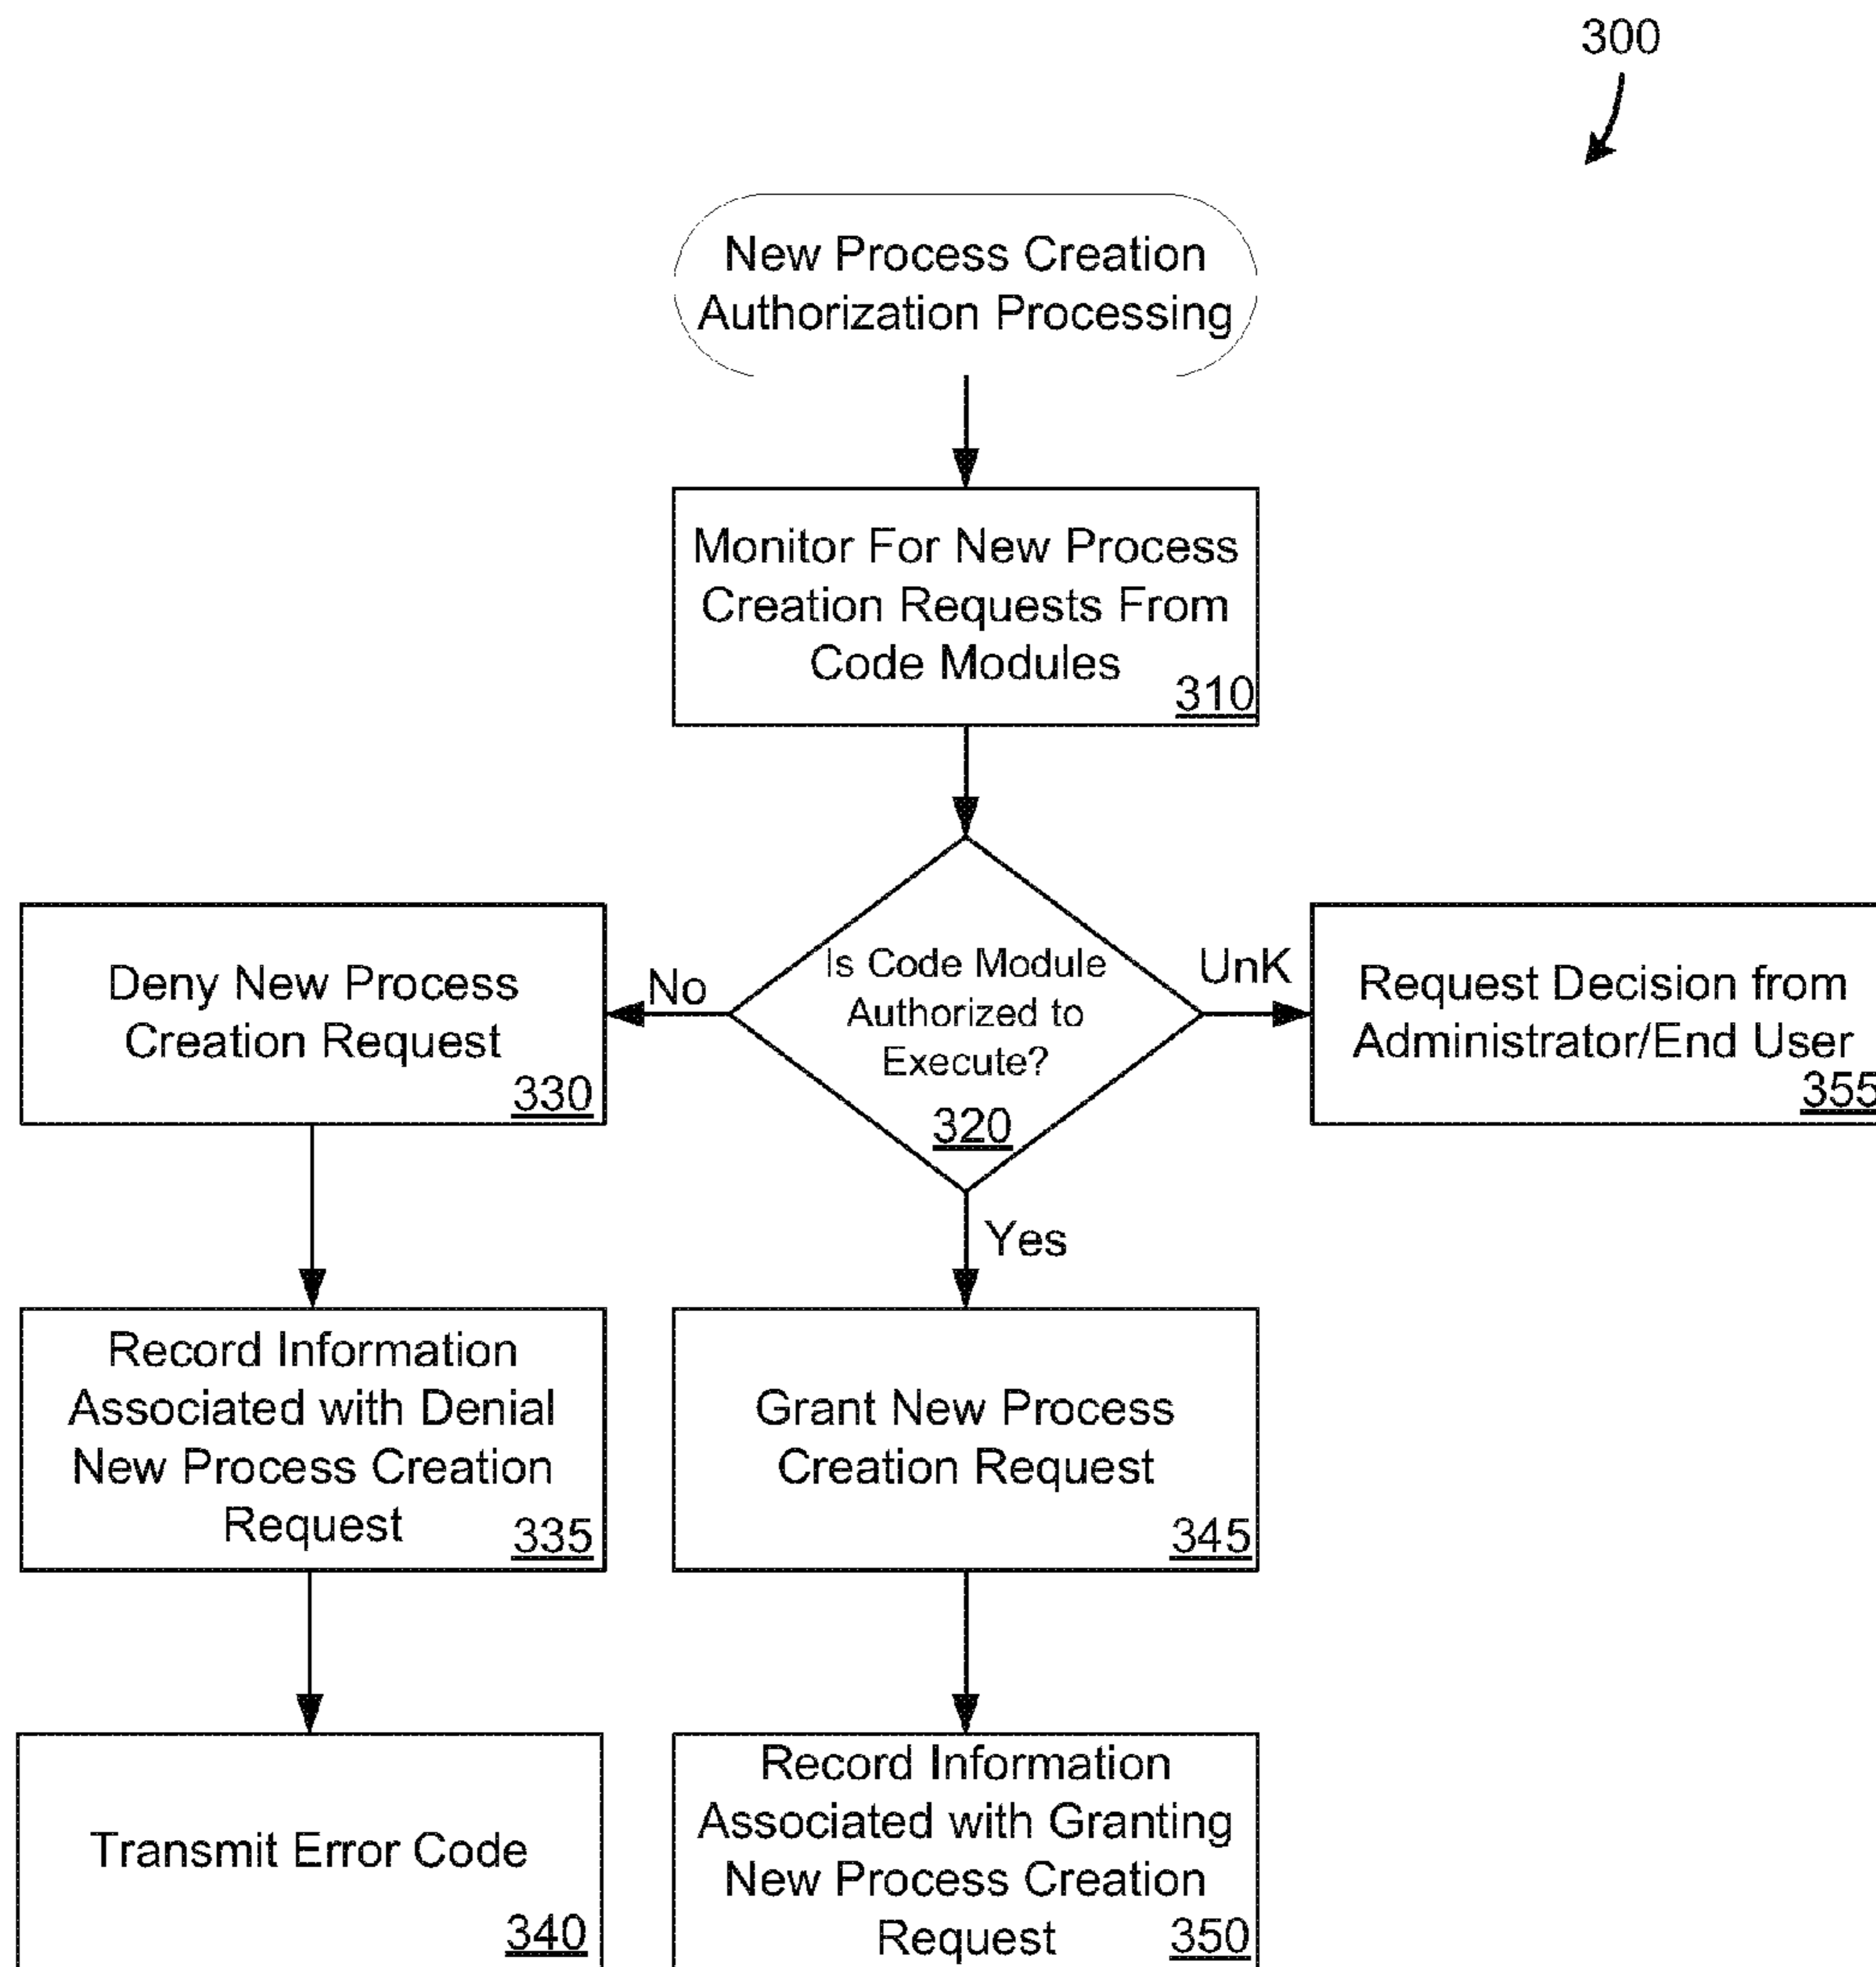 300
New Process Creation
Authorization Processing
Monitor For New Process
Creation Requests From
Code Modules
310
Is Code Module
Authorized to
Execute?
320
No
UnK
Yes
Deny New Process
Creation Request
330
Request Decision from
Administrator/End User
355
Record Information
Associated with Denial
New Process Creation
Request
335
Grant New Process
Creation Request
345
Transmit Error Code
340
Record Information
Associated with Granting
New Process Creation
Request
350